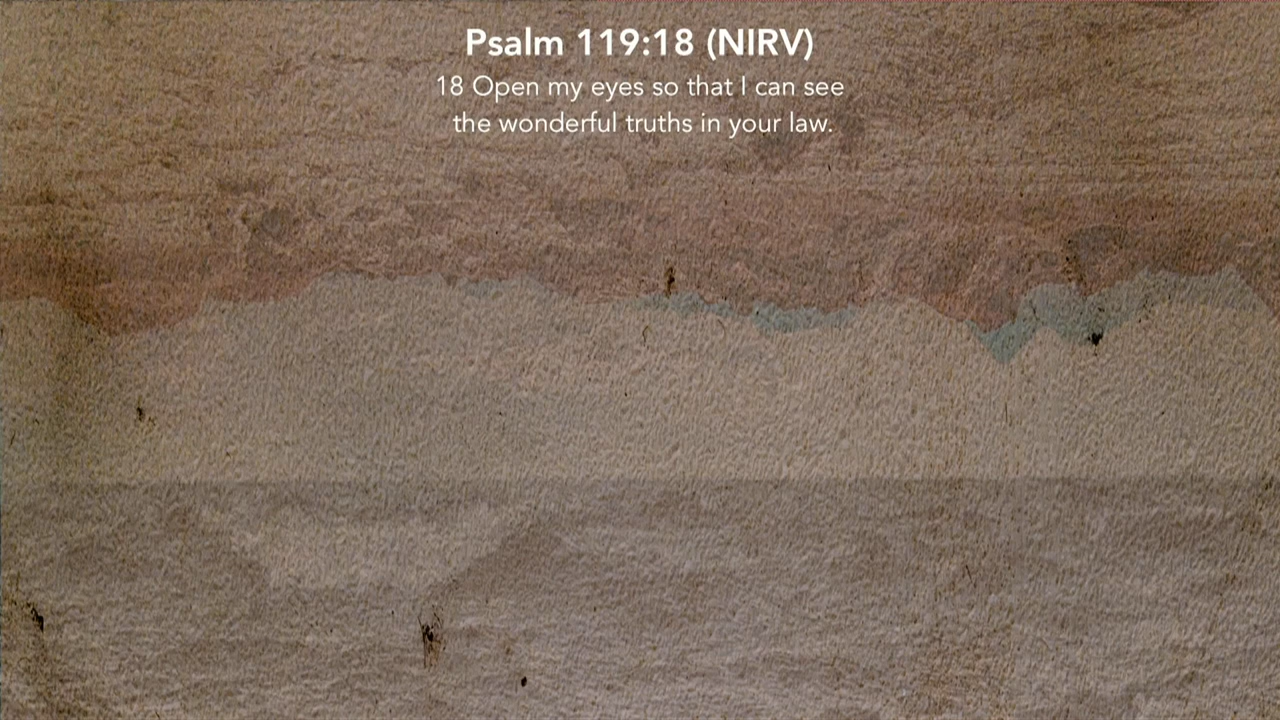 Psalm 119:18 (NIRV)
18 Open my eyes so that I can see
the wonderful truths in your law.